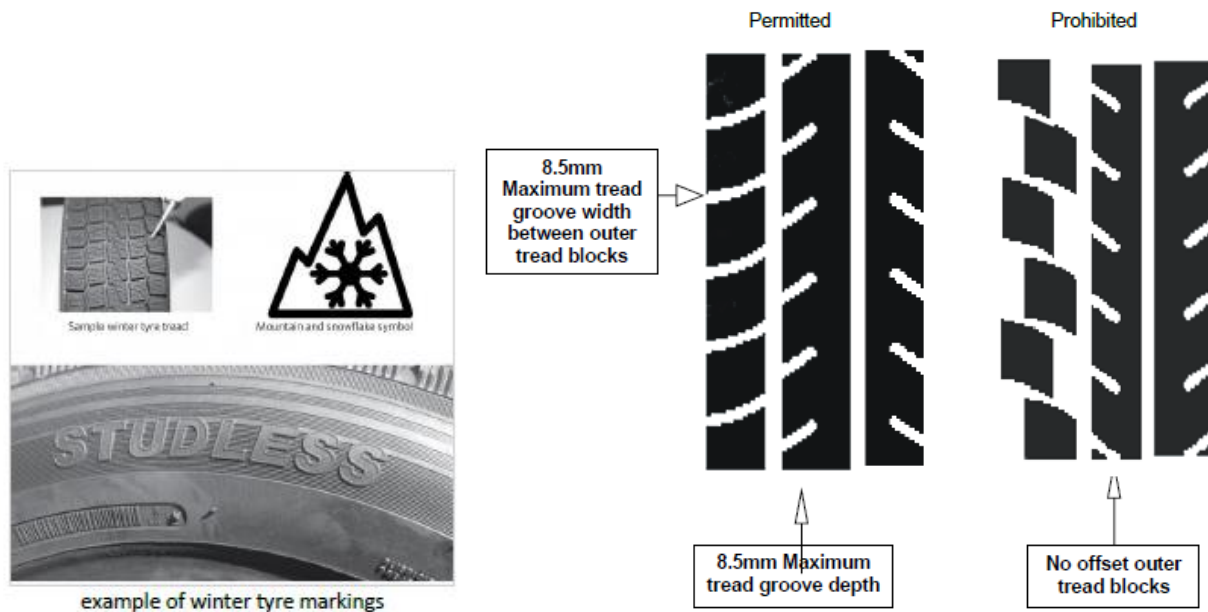 Permitted
Prohibited
8.5mm
Maximum tread
groove width
between outer
tread blocks
Sample winter tyre tread
Mountain and snowflake symbol
STUDLESS
8.5mm Maximum
tread groove depth
No offset outer
tread blocks
example of winter tyre markings